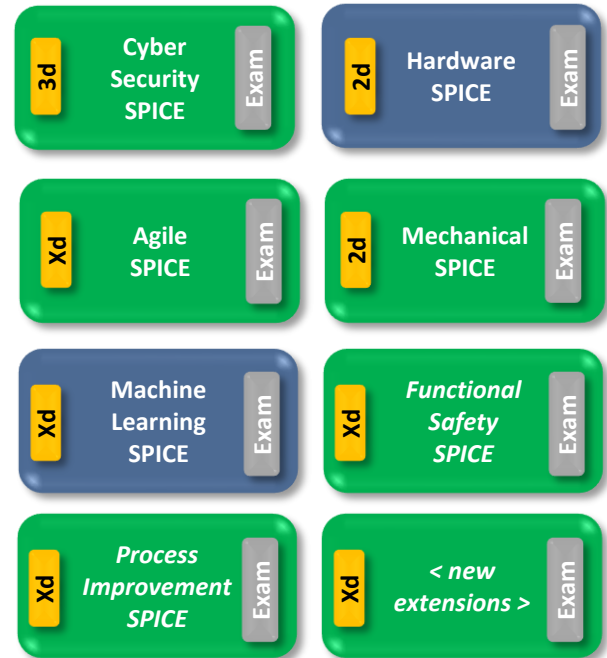 3d
Cyber
Security
SPICE
Exam
2d
Hardware
SPICE
Exam
Xd
Agile
SPICE
Exam
2d
Mechanical
SPICE
Exam
Xd
Machine
Learning
SPICE
Exam
Xd
Functional
Safety
SPICE
Exam
Xd
Process
Improvement
SPICE
Exam
Xd
< new
extensions >
Exam